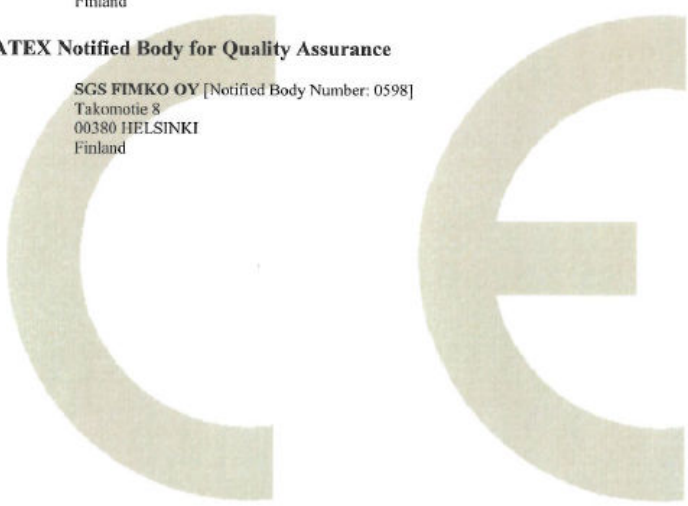 Finland
ATEX Notified Body for Quality Assurance
SGS FIMKO OY [Notified Body Number: 0598]
Takomotie 8
00380 HELSINKI
Finland
CE